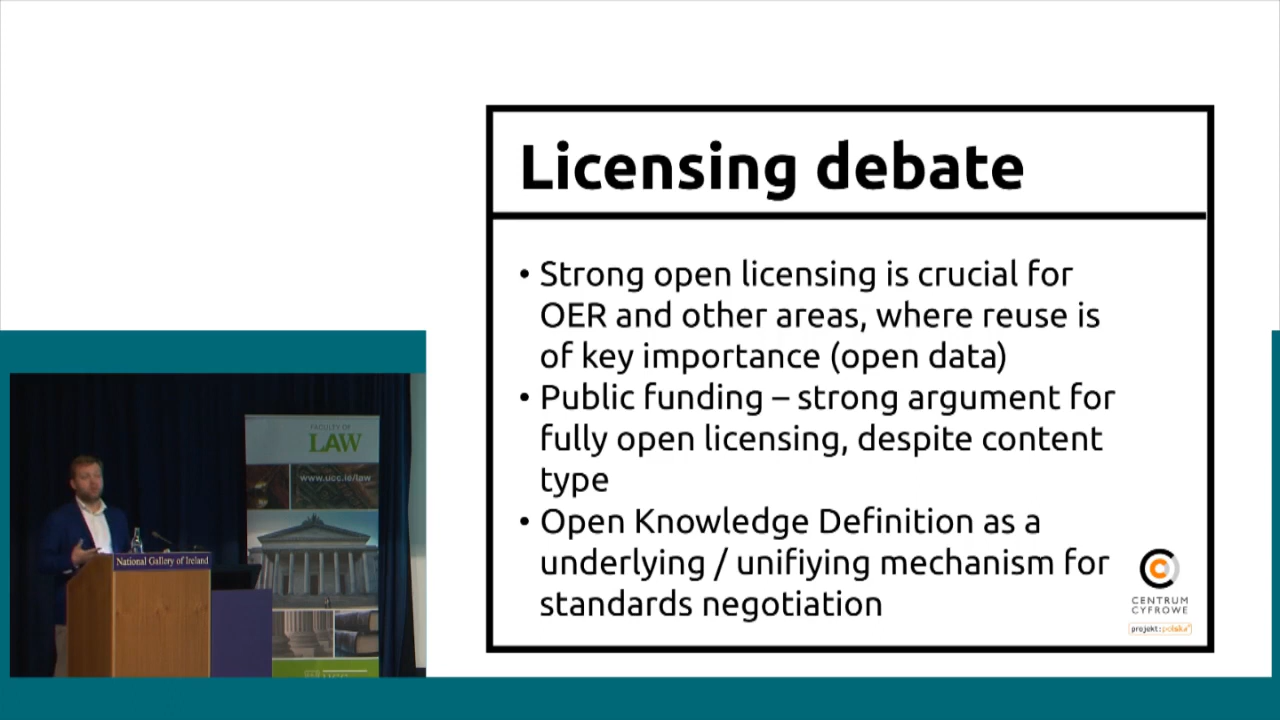 Licensing debate
• Strong open licensing is crucial for
OER and other areas, where reuse is
of key importance (open data)
• Public funding – strong argument for
fully open licensing, despite content
type
• Open Knowledge Definition as a
underlying / unifiying mechanism for
standards negotiation
CENTRUM
CYFROWE
projekt:polska
FACULTY OF
LAW
www.ucc.ie/law
National Gallery of Ireland